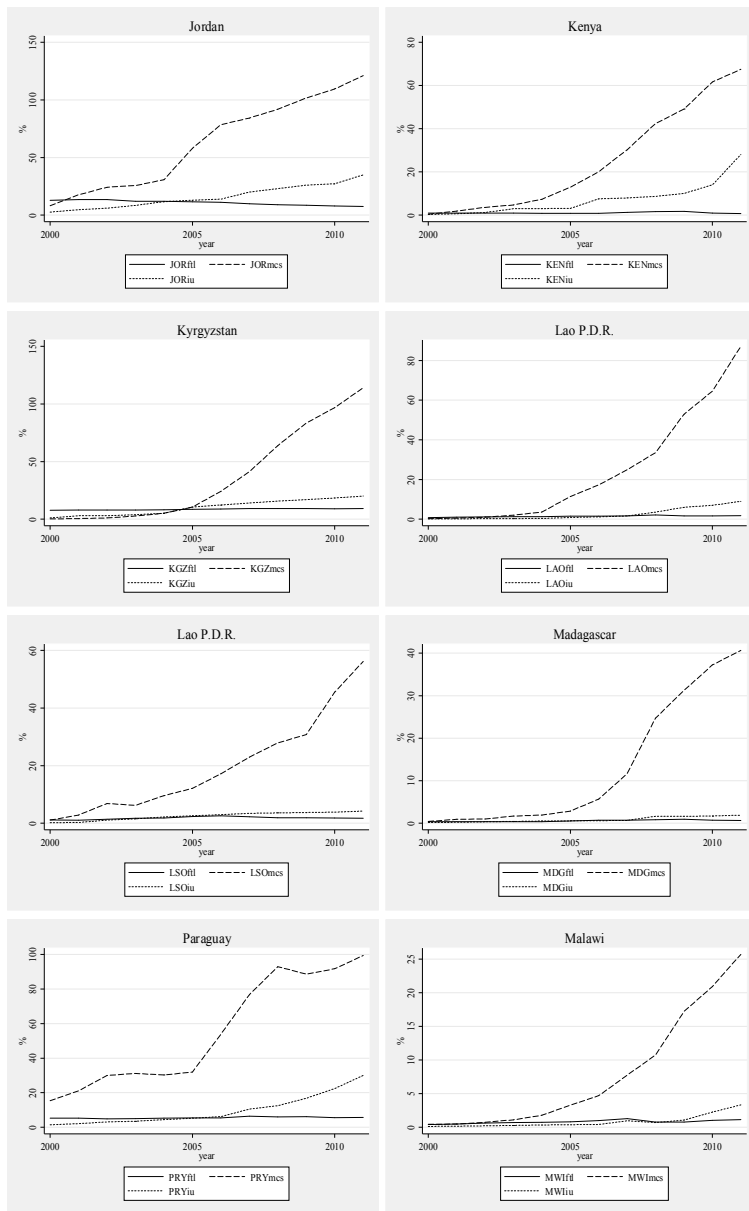 Jordan
150
100
50
0
%
2000
2005
2010
year
JORftl
JORmcs
JORiu
Kenya
80
60
40
20
0
%
2000
2005
2010
year
KENftl
KENmcs
KENiu
Kyrgyzstan
150
100
50
0
%
2000
2005
2010
year
KGZftl
KGZmcs
KGZiu
Lao P.D.R.
80
60
40
20
0
%
2000
2005
2010
year
LAOftl
LAOmcs
LAOiu
Lao P.D.R.
60
40
20
0
%
2000
2005
2010
year
LSOftl
LSOmcs
LSOiu
Madagascar
40
30
20
10
0
%
2000
2005
2010
year
MDGftl
MDGmcs
MDGiu
Paraguay
100
80
60
40
20
0
%
2000
2005
2010
year
PRYftl
PRYmcs
PRYiu
Malawi
25
20
15
10
5
0
%
2000
2005
2010
year
MWIftl
MWImcs
MWIiu